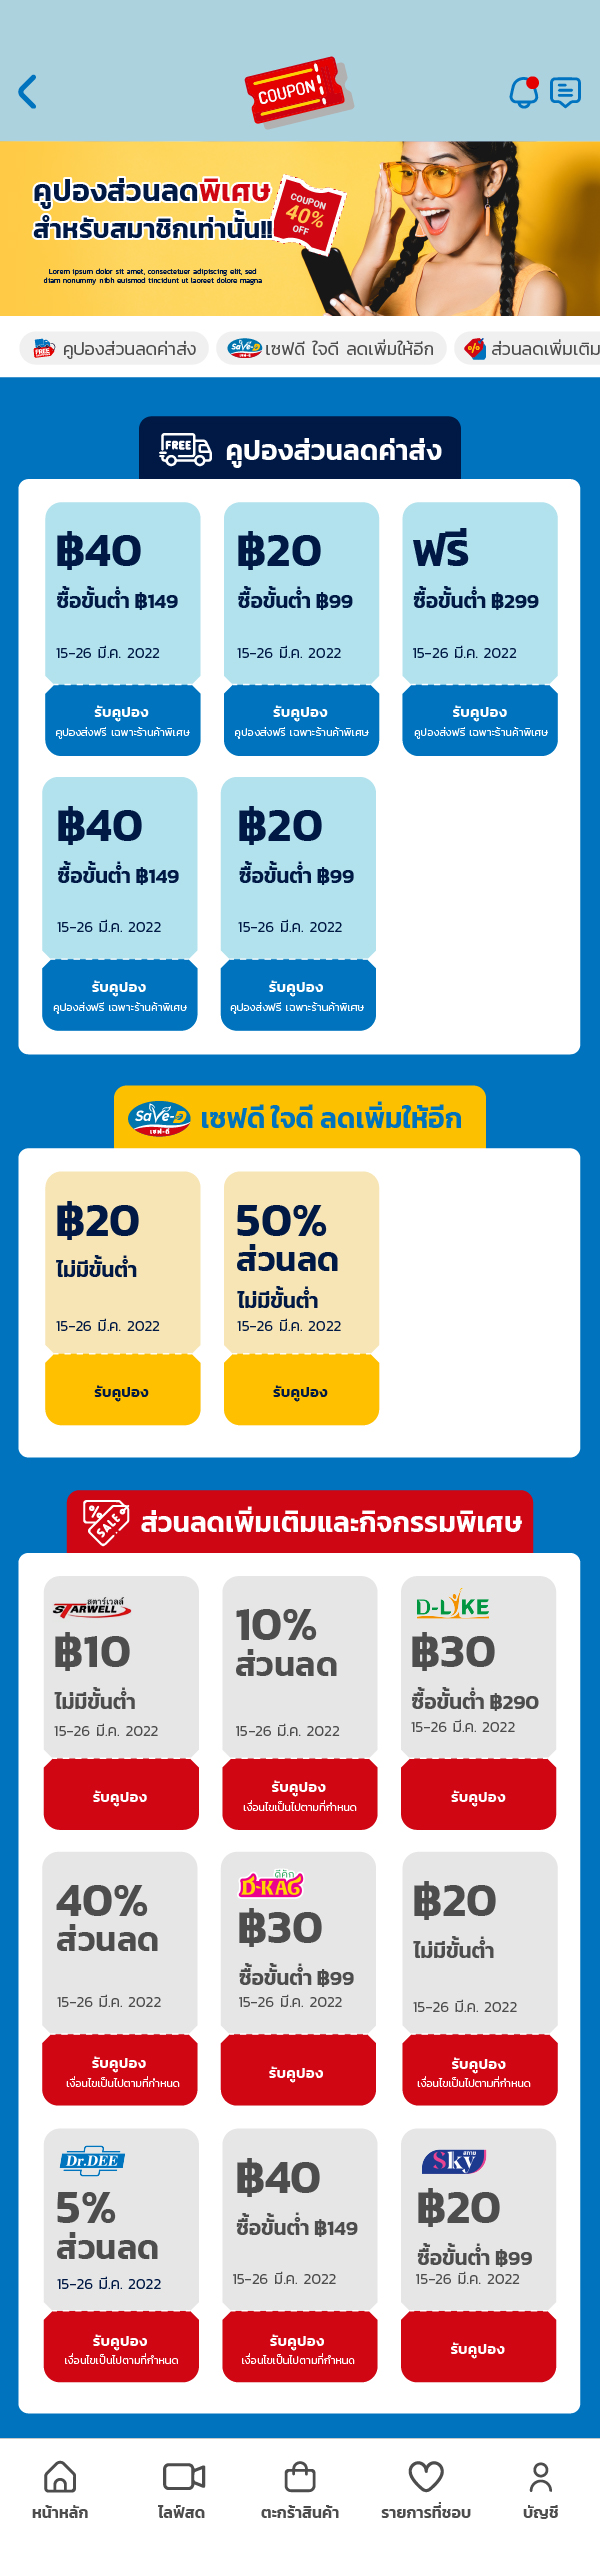 COUPON
คูปองส่วนลดพิเศษ
สำหรับสมาชิกเท่านั้น!!
COUPON
40%
OFF
Lorem ipsum dolor sit amet, consectetuer adipiscing elit, sed
diam nonummy nibh euismod tincidunt ut laoreet dolore magna
FREE คูปองส่วนลดค่าส่ง
SaVe-D เซฟ-ดี เซฟดี ใจดี ลดเพิ่มให้อีก
% ส่วนลดเพิ่มเติม
FREE คูปองส่วนลดค่าส่ง
฿40
ซื้อขั้นต่ำ ฿149
15-26 มี.ค. 2022
รับคูปอง
คูปองส่งฟรี เฉพาะร้านค้าพิเศษ
฿20
ซื้อขั้นต่ำ ฿99
15-26 มี.ค. 2022
รับคูปอง
คูปองส่งฟรี เฉพาะร้านค้าพิเศษ
ฟรี
ซื้อขั้นต่ำ ฿299
15-26 มี.ค. 2022
รับคูปอง
คูปองส่งฟรี เฉพาะร้านค้าพิเศษ
฿40
ซื้อขั้นต่ำ ฿149
15-26 มี.ค. 2022
รับคูปอง
คูปองส่งฟรี เฉพาะร้านค้าพิเศษ
฿20
ซื้อขั้นต่ำ ฿99
15-26 มี.ค. 2022
รับคูปอง
คูปองส่งฟรี เฉพาะร้านค้าพิเศษ
SaVe-D เซฟ-ดี เซฟดี ใจดี ลดเพิ่มให้อีก
฿20
ไม่มีขั้นต่ำ
15-26 มี.ค. 2022
รับคูปอง
50%
ส่วนลด
ไม่มีขั้นต่ำ
15-26 มี.ค. 2022
รับคูปอง
% SALE ส่วนลดเพิ่มเติมและกิจกรรมพิเศษ
สตาร์เวลล์
STARWELL
฿10
ไม่มีขั้นต่ำ
15-26 มี.ค. 2022
รับคูปอง
10%
ส่วนลด
15-26 มี.ค. 2022
รับคูปอง
เงื่อนไขเป็นไปตามที่กำหนด
D-LIKE
฿30
ซื้อขั้นต่ำ ฿290
15-26 มี.ค. 2022
รับคูปอง
40%
ส่วนลด
15-26 มี.ค. 2022
รับคูปอง
เงื่อนไขเป็นไปตามที่กำหนด
ดีคิก
฿30
ซื้อขั้นต่ำ ฿99
15-26 มี.ค. 2022
รับคูปอง
฿20
ไม่มีขั้นต่ำ
15-26 มี.ค. 2022
รับคูปอง
เงื่อนไขเป็นไปตามที่กำหนด
Dr.DEE
5%
ส่วนลด
15-26 มี.ค. 2022
รับคูปอง
เงื่อนไขเป็นไปตามที่กำหนด
฿40
ซื้อขั้นต่ำ ฿149
15-26 มี.ค. 2022
รับคูปอง
เงื่อนไขเป็นไปตามที่กำหนด
สกาย
Sky
฿20
ซื้อขั้นต่ำ ฿99
15-26 มี.ค. 2022
รับคูปอง
หน้าหลัก
ไลฟ์สด
ตะกร้าสินค้า
รายการที่ชอบ
บัญชี